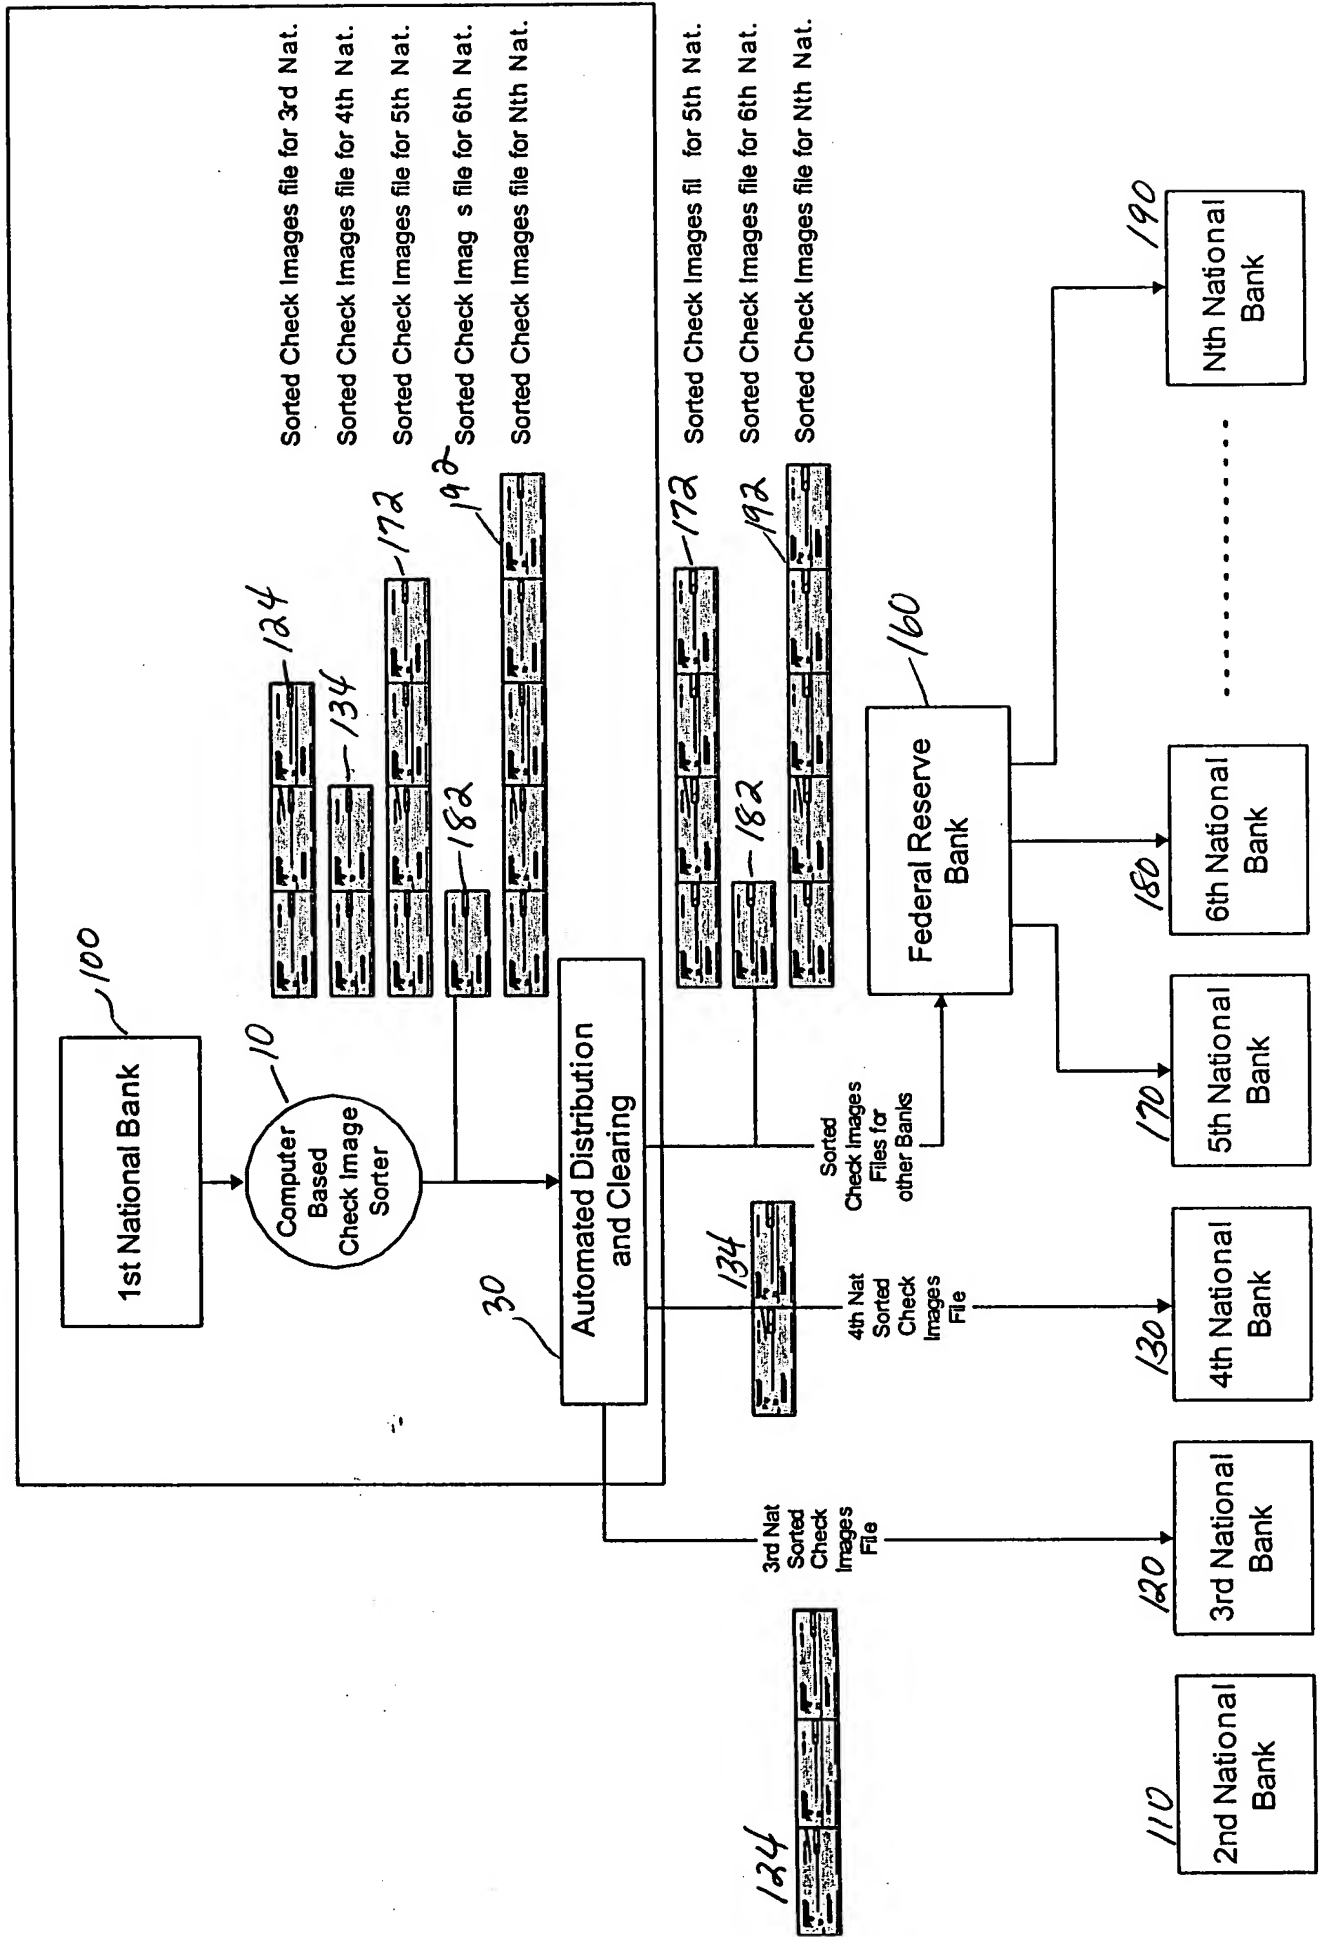 1st National Bank
100
Computer
Based
Check Image
Sorter
10
124
Sorted Check Images file for 3rd Nat.
134
Sorted Check Images file for 4th Nat.
172
Sorted Check Images file for 5th Nat.
182
Sorted Check Imag s file for 6th Nat.
192
Sorted Check Images file for Nth Nat.
30
Automated Distribution
and Clearing
172
Sorted Check Images fil for 5th Nat.
182
Sorted Check Images file for 6th Nat.
192
Sorted Check Images file for Nth Nat.
124
3rd Nat
Sorted
Check
Images
File
134
4th Nat
Sorted
Check
Images
File
Sorted
Check Images
Files for
other Banks
Federal Reserve
Bank
160
110
2nd National
Bank
120
3rd National
Bank
130
4th National
Bank
170
5th National
Bank
180
6th National
Bank
190
Nth National
Bank